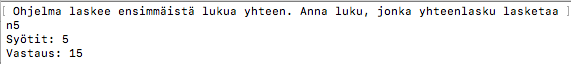 [ Ohjelma laskee ensimmäistä lukua yhteen. Anna luku, jonka yhteenlasku lasketaa ]
n5
Syötit: 5
Vastaus: 15